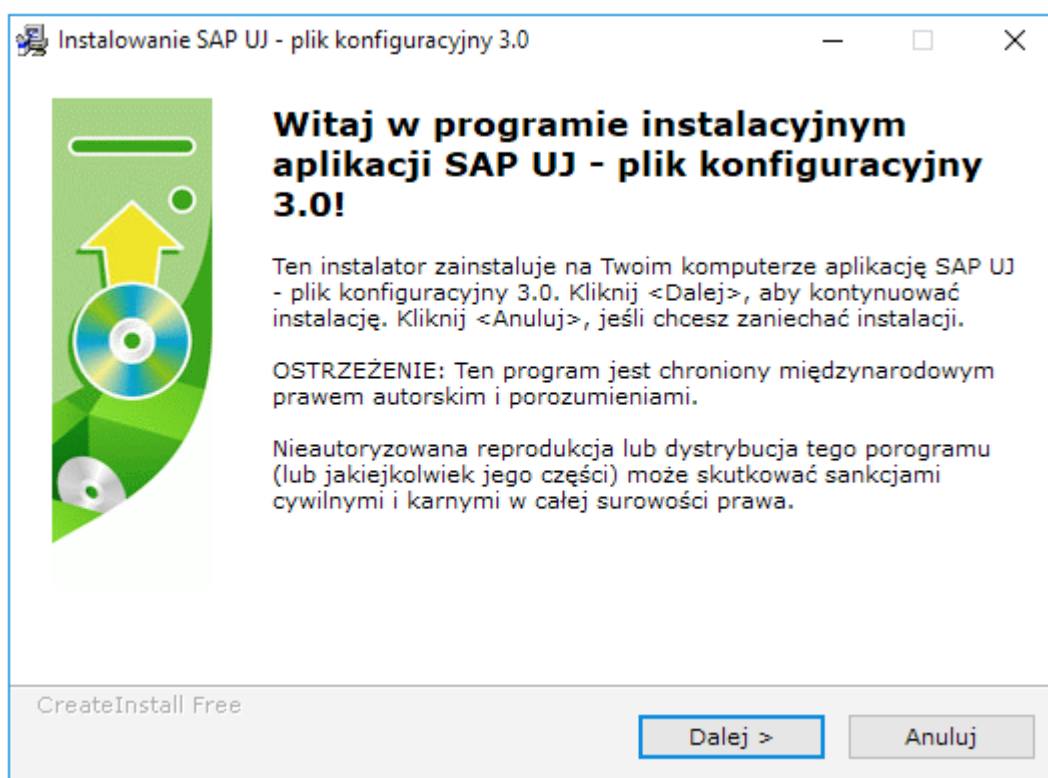 Instalowanie SAP UJ - plik konfiguracyjny 3.0
Witaj w programie instalacyjnym
aplikacji SAP UJ - plik konfiguracyjny
3.0!
Ten instalator zainstaluje na Twoim komputerze aplikację SAP UJ
- plik konfiguracyjny 3.0. Kliknij <Dalej>, aby kontynuować
instalację. Kliknij <Anuluj>, jeśli chcesz zaniechać instalacji.
OSTRZEŻENIE: Ten program jest chroniony międzynarodowym
prawem autorskim i porozumieniami.
Nieautoryzowana reprodukcja lub dystrybucja tego porogramu
(lub jakiejkolwiek jego części) może skutkować sankcjami
cywilnymi i karnymi w całej surowości prawa.
CreateInstall Free
Dalej >
Anuluj